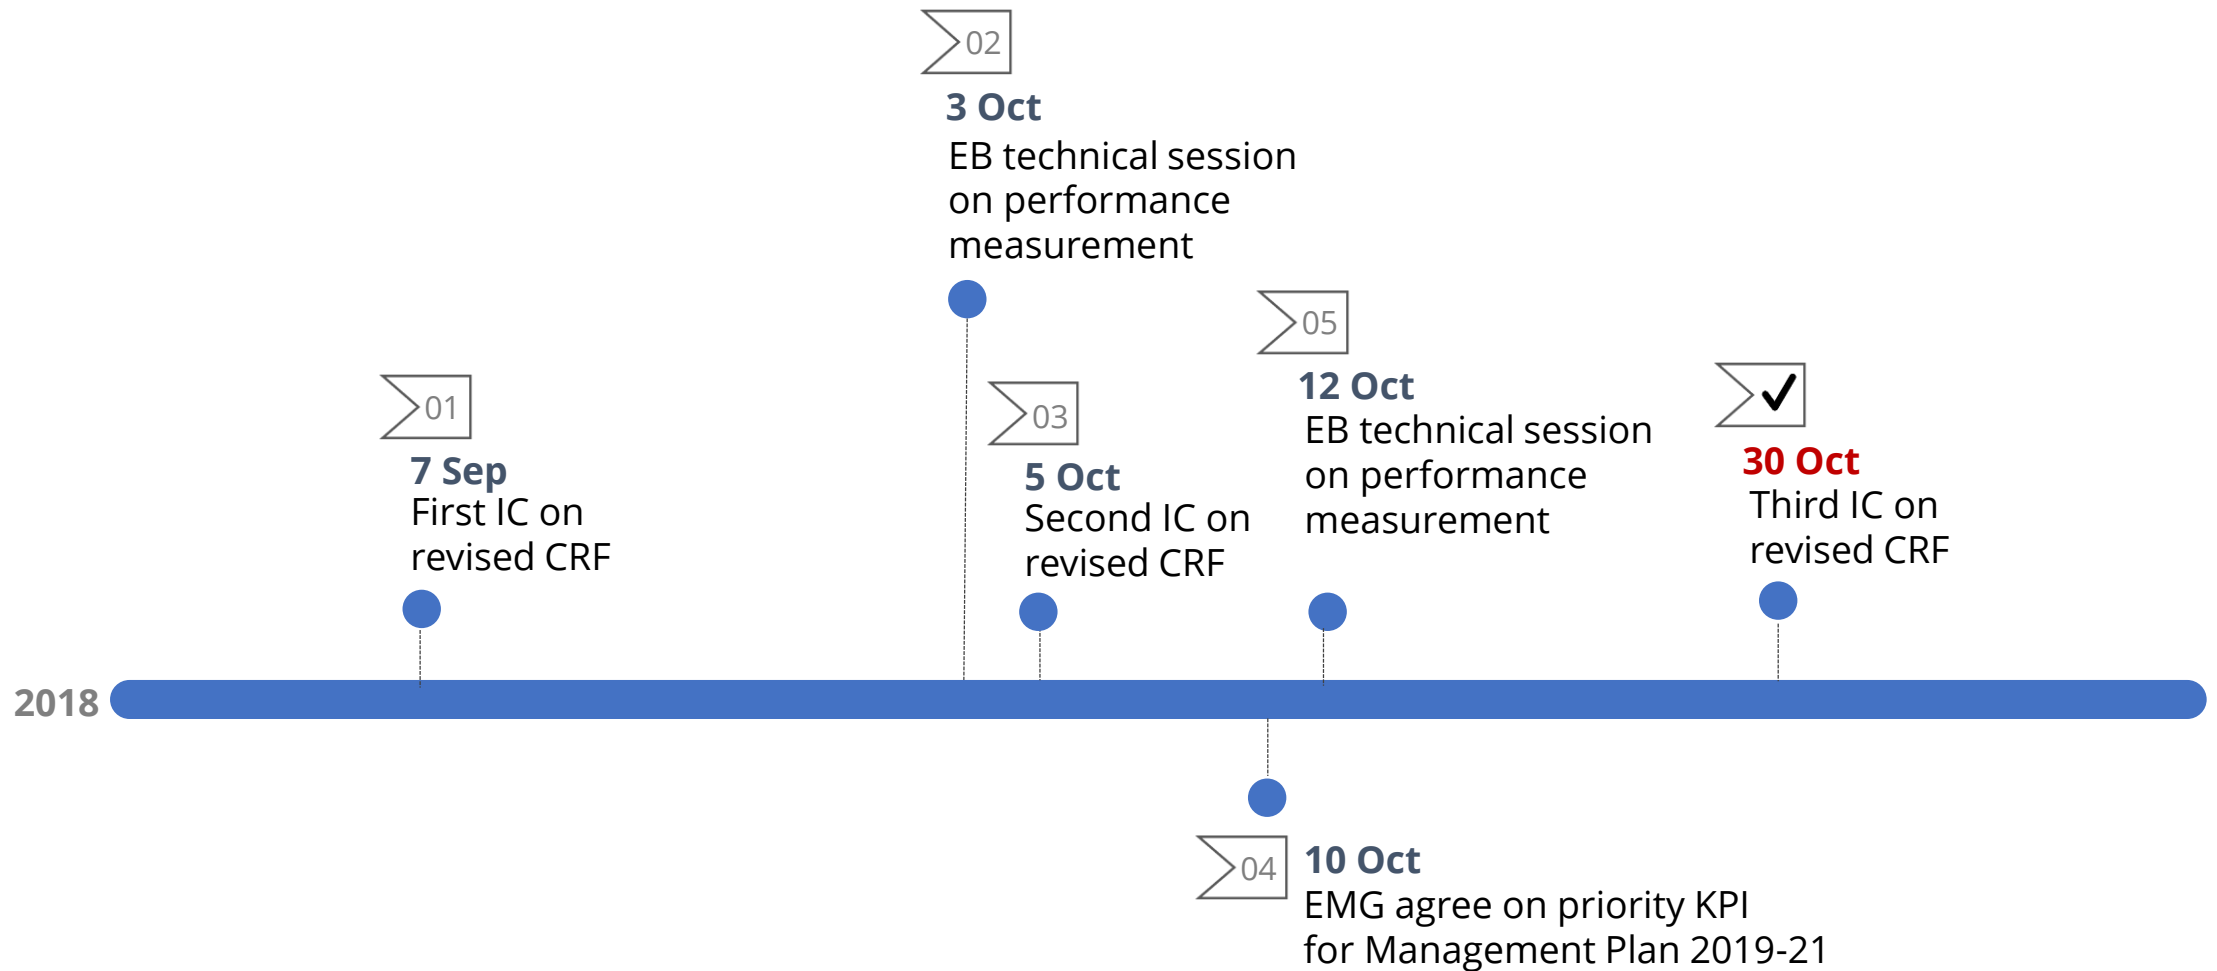 02
3 Oct
EB technical session
on performance
measurement
01
7 Sep
First IC on
revised CRF
03
5 Oct
Second IC on
revised CRF
05
12 Oct
EB technical session
on performance
measurement
30 Oct
Third IC on
revised CRF
2018
04
10 Oct
EMG agree on priority KPI
for Management Plan 2019-21